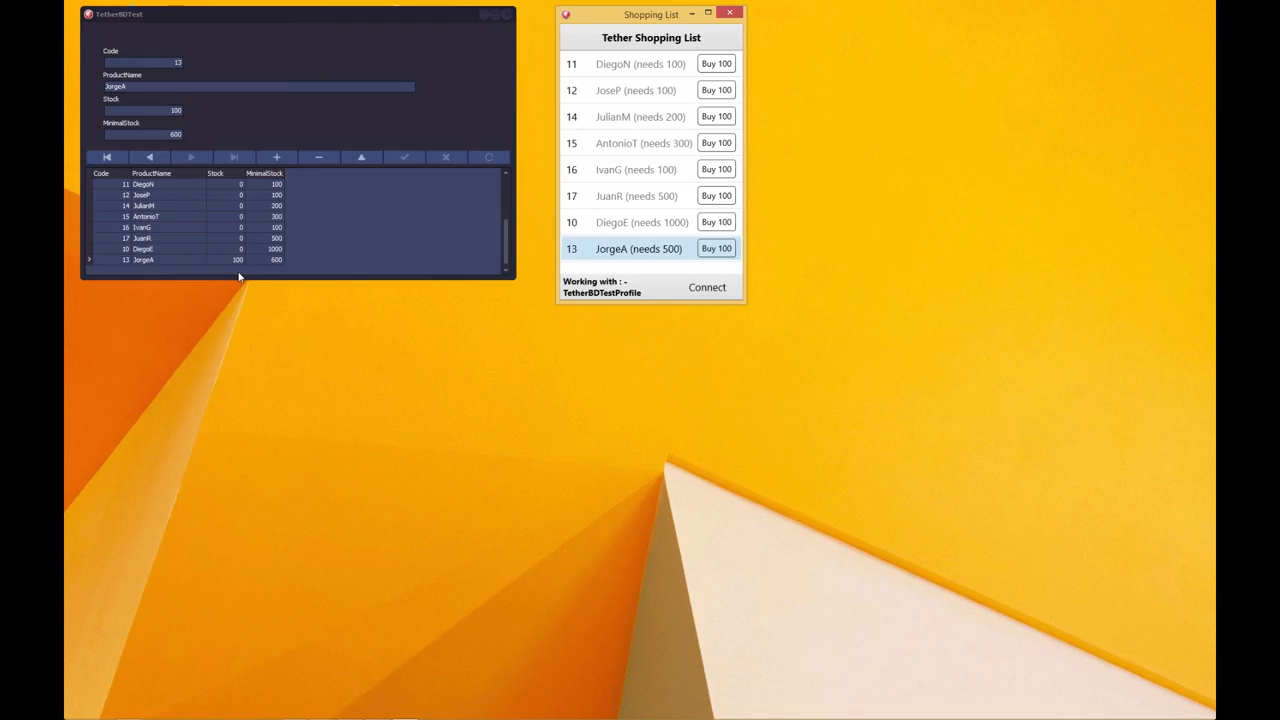 TetherBDTest
Code
13
ProductName
JorgeA
Stock
100
MinimalStock
600
Code ProductName Stock MinimalStock
11 DiegoN 0 100
12 JoseP 0 100
14 JulianM 0 200
15 AntonioT 0 300
16 IvanG 0 100
17 JuanR 0 500
10 DiegoE 0 1000
13 JorgeA 100 600
Shopping List
Tether Shopping List
11 DiegoN (needs 100) Buy 100
12 JoseP (needs 100) Buy 100
14 JulianM (needs 200) Buy 100
15 AntonioT (needs 300) Buy 100
16 IvanG (needs 100) Buy 100
17 JuanR (needs 500) Buy 100
10 DiegoE (needs 1000) Buy 100
13 JorgeA (needs 500) Buy 100
Working with : -
TetherBDTestProfile
Connect